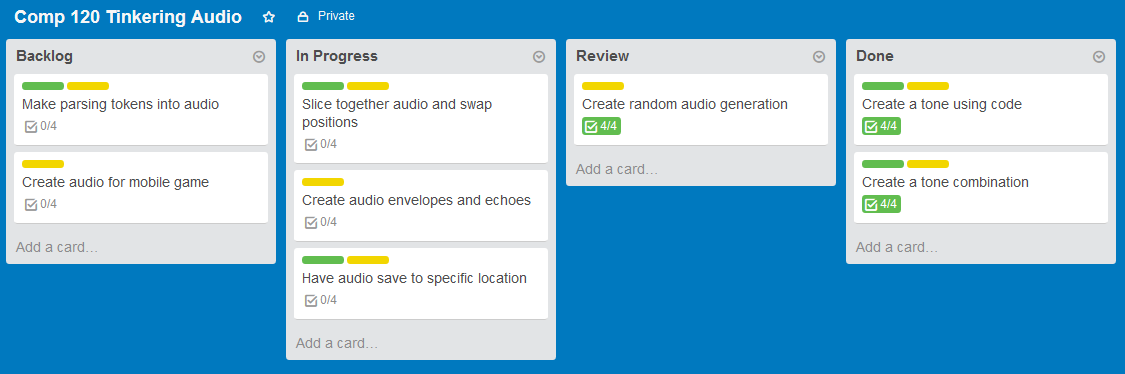 Comp 120 Tinkering Audio Private
Backlog
Make parsing tokens into audio
0/4
Create audio for mobile game
0/4
Add a card...
In Progress
Slice together audio and swap
positions
0/4
Create audio envelopes and echoes
0/4
Have audio save to specific location
0/4
Add a card...
Review
Create random audio generation
4/4
Add a card...
Done
Create a tone using code
4/4
Create a tone combination
4/4
Add a card...